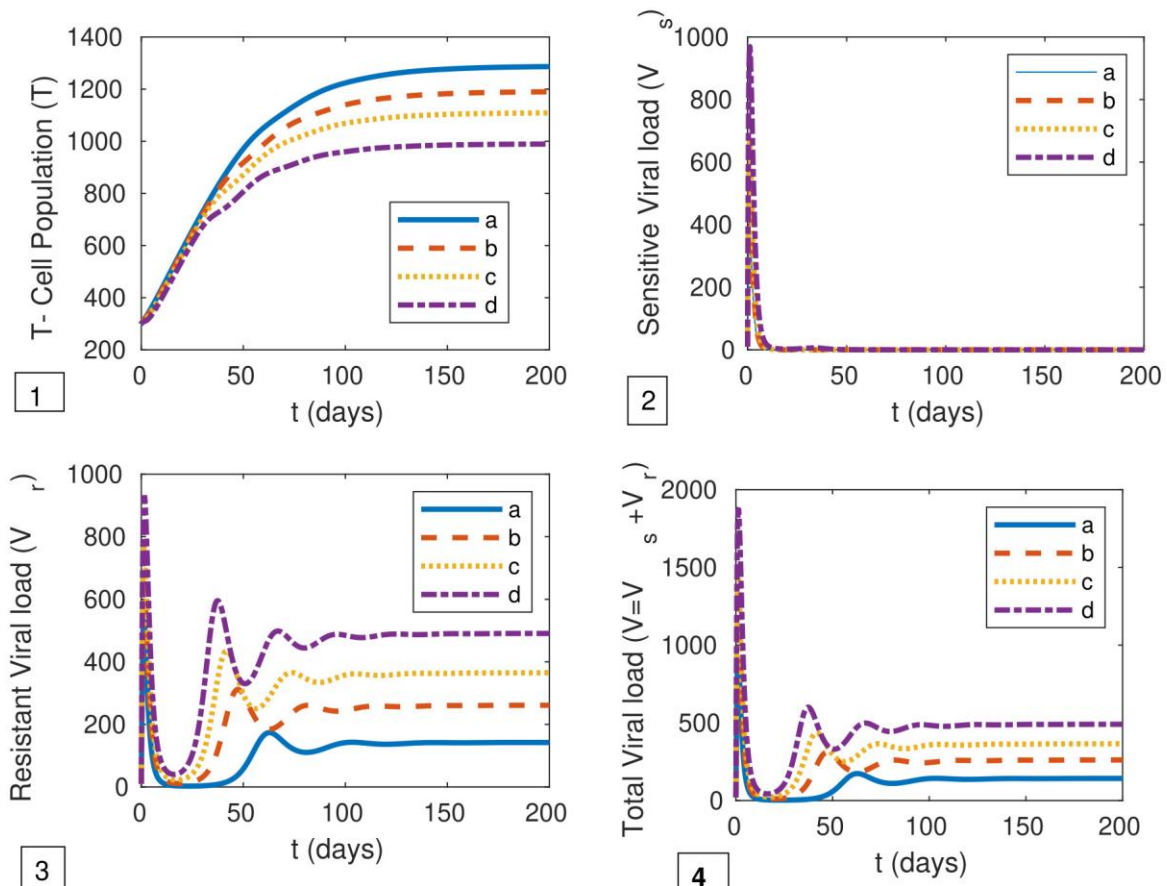 T- Cell Population (T)
1400
1200
1000
800
600
400
200
0
50
100
150
200
t (days)
a
b
c
d
1
Sensitive Viral load (V s)
1000
800
600
400
200
0
0
50
100
150
200
t (days)
a
b
c
d
2
Resistant Viral load (V r)
1000
800
600
400
200
0
0
50
100
150
200
t (days)
a
b
c
d
3
Total Viral load (V=V s +V r)
2000
1500
1000
500
0
0
50
100
150
200
t (days)
a
b
c
d
4